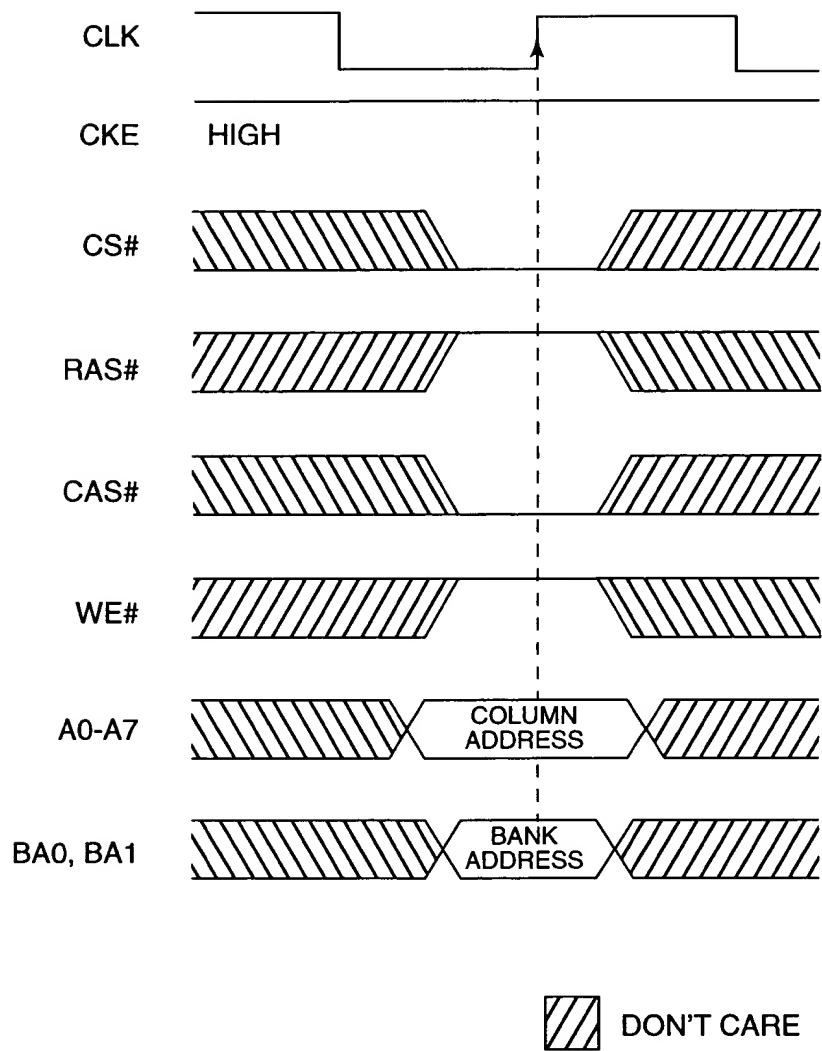 CLK
CKE HIGH
CS#
RAS#
CAS#
WE#
A0-A7
COLUMN
ADDRESS
BA0, BA1
BANK
ADDRESS
DON'T CARE